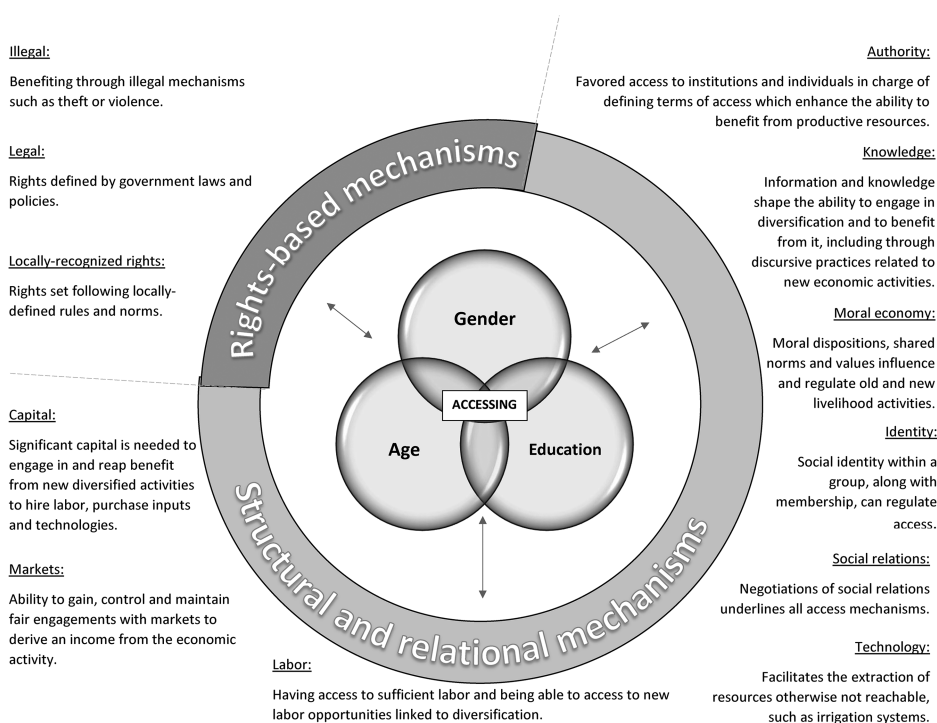 Illegal:
Benefiting through illegal mechanisms
such as theft or violence.
Legal:
Rights defined by government laws and
policies.
Locally-recognized rights:
Rights set following locally-
defined rules and norms.
Capital:
Significant capital is needed to
engage in and reap benefit
from new diversified activities
to hire labor, purchase inputs
and technologies.
Markets:
Ability to gain, control and maintain
fair engagements with markets to
derive an income from the economic
activity.
Labor:
Having access to sufficient labor and being able to access to new
labor opportunities linked to diversification.
Rights-based mechanisms
Structural and relational mechanisms
Gender
ACCESSING
Age
Education
Authority:
Favored access to institutions and individuals in charge of
defining terms of access which enhance the ability to
benefit from productive resources.
Knowledge:
Information and knowledge
shape the ability to engage in
diversification and to benefit
from it, including through
discursive practices related to
new economic activities.
Moral economy:
Moral dispositions, shared
norms and values influence
and regulate old and new
livelihood activities.
Identity:
Social identity within a
group, along with
membership, can regulate
access.
Social relations:
Negotiations of social relations
underlines all access mechanisms.
Technology:
Facilitates the extraction of
resources otherwise not reachable,
such as irrigation systems.